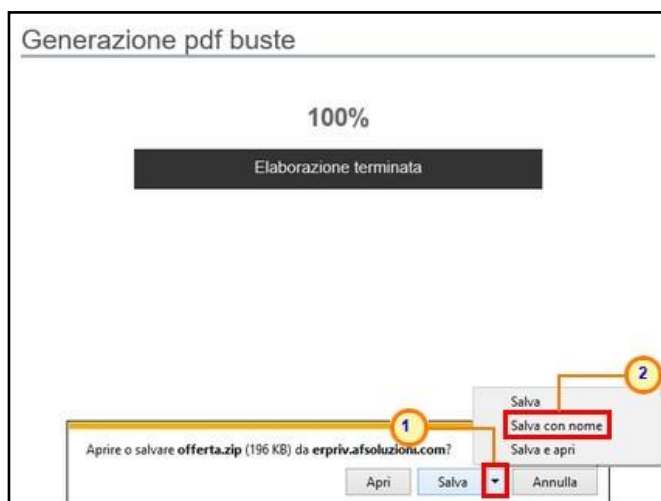 Generazione pdf buste
100%
Elaborazione terminata
2
Salva
1
Salva con nome
Aprire o salvare offerta.zip (196 KB) da erpriv.afsoluzioni.com?
Salva e apri
Apri
Salva
Annulla